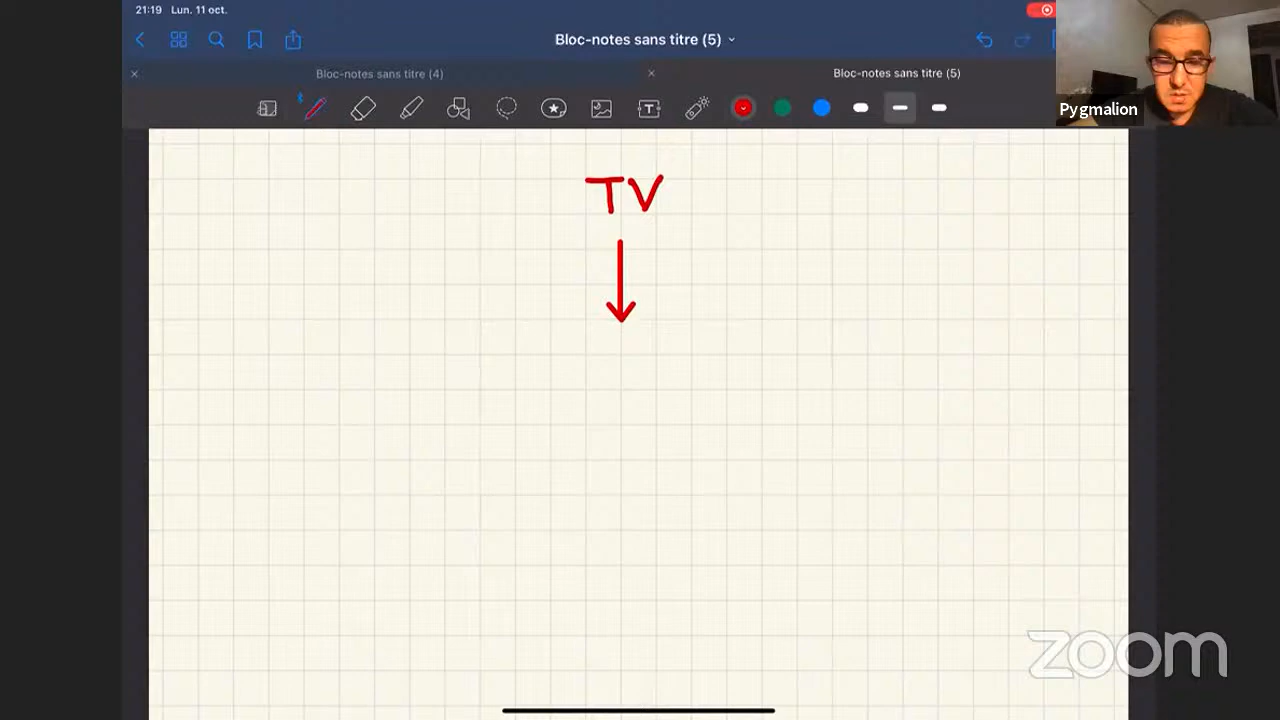 21:19 Lun. 11 oct.
Bloc-notes sans titre (5)
Bloc-notes sans titre (4)
Bloc-notes sans titre (5)
T
Pygmalion
TV
zoom